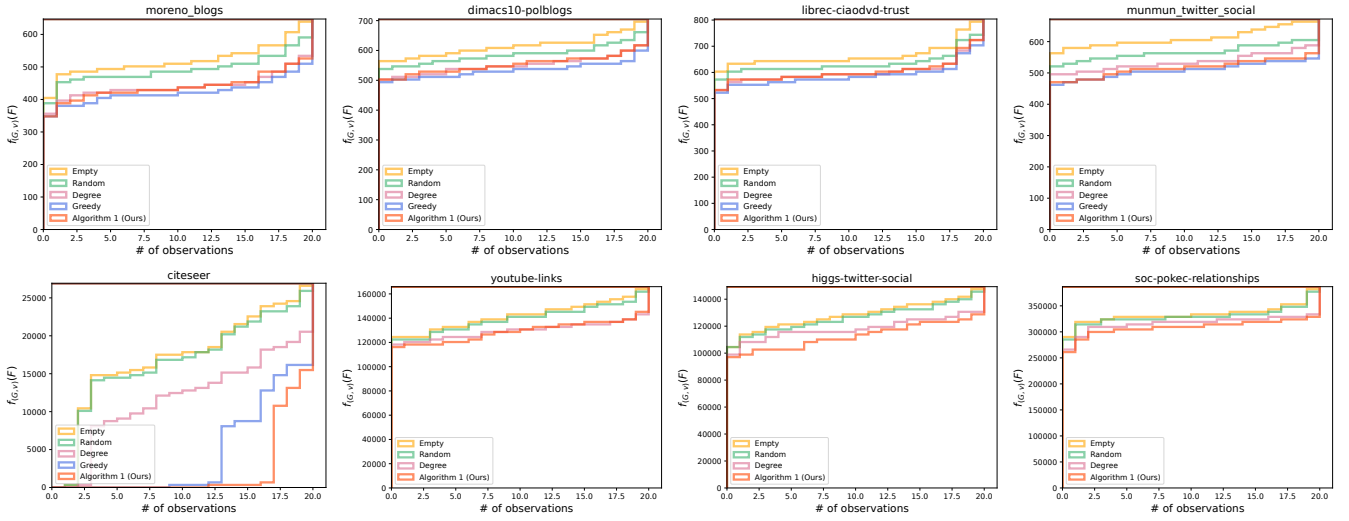 moreno_blogs
600
500
400
300
200
100
0
f(G,v)(F)
Empty
Random
Degree
Greedy
Algorithm 1 (Ours)
0.0 2.5 5.0 7.5 10.0 12.5 15.0 17.5 20.0
# of observations
dimacs10-polblogs
700
600
500
400
300
200
100
0
f(G,v)(F)
Empty
Random
Degree
Greedy
Algorithm 1 (Ours)
0.0 2.5 5.0 7.5 10.0 12.5 15.0 17.5 20.0
# of observations
librec-ciaodvd-trust
800
700
600
500
400
300
200
100
0
f(G,v)(F)
Empty
Random
Degree
Greedy
Algorithm 1 (Ours)
0.0 2.5 5.0 7.5 10.0 12.5 15.0 17.5 20.0
# of observations
munmun_twitter_social
600
500
400
300
200
100
0
f(G,v)(F)
Empty
Random
Degree
Greedy
Algorithm 1 (Ours)
0.0 2.5 5.0 7.5 10.0 12.5 15.0 17.5 20.0
# of observations
citeseer
25000
20000
15000
10000
5000
0
f(G,v)(F)
Empty
Random
Degree
Greedy
Algorithm 1 (Ours)
0.0 2.5 5.0 7.5 10.0 12.5 15.0 17.5 20.0
# of observations
youtube-links
160000
140000
120000
100000
80000
60000
40000
20000
0
f(G,v)(F)
Empty
Random
Degree
Algorithm 1 (Ours)
0.0 2.5 5.0 7.5 10.0 12.5 15.0 17.5 20.0
# of observations
higgs-twitter-social
140000
120000
100000
80000
60000
40000
20000
0
f(G,v)(F)
Empty
Random
Degree
Algorithm 1 (Ours)
0.0 2.5 5.0 7.5 10.0 12.5 15.0 17.5 20.0
# of observations
soc-pokec-relationships
350000
300000
250000
200000
150000
100000
50000
0
f(G,v)(F)
Empty
Random
Degree
Algorithm 1 (Ours)
0.0 2.5 5.0 7.5 10.0 12.5 15.0 17.5 20.0
# of observations